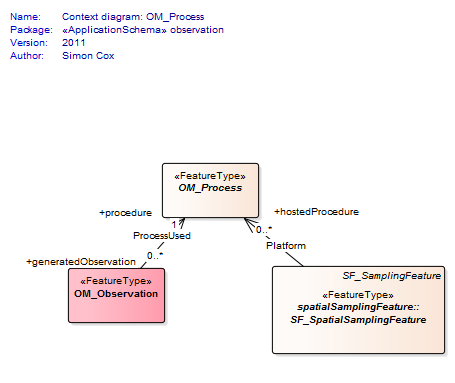 Name: Context diagram: OM_Process
Package: «ApplicationSchema» observation
Version: 2011
Author: Simon Cox
«FeatureType»
OM_Process
+procedure
+hostedProcedure
1
0..*
ProcessUsed
Platform
0..*
+generatedObservation
«FeatureType»
OM_Observation
SF_SamplingFeature
«FeatureType»
spatialSamplingFeature::
SF_SpatialSamplingFeature